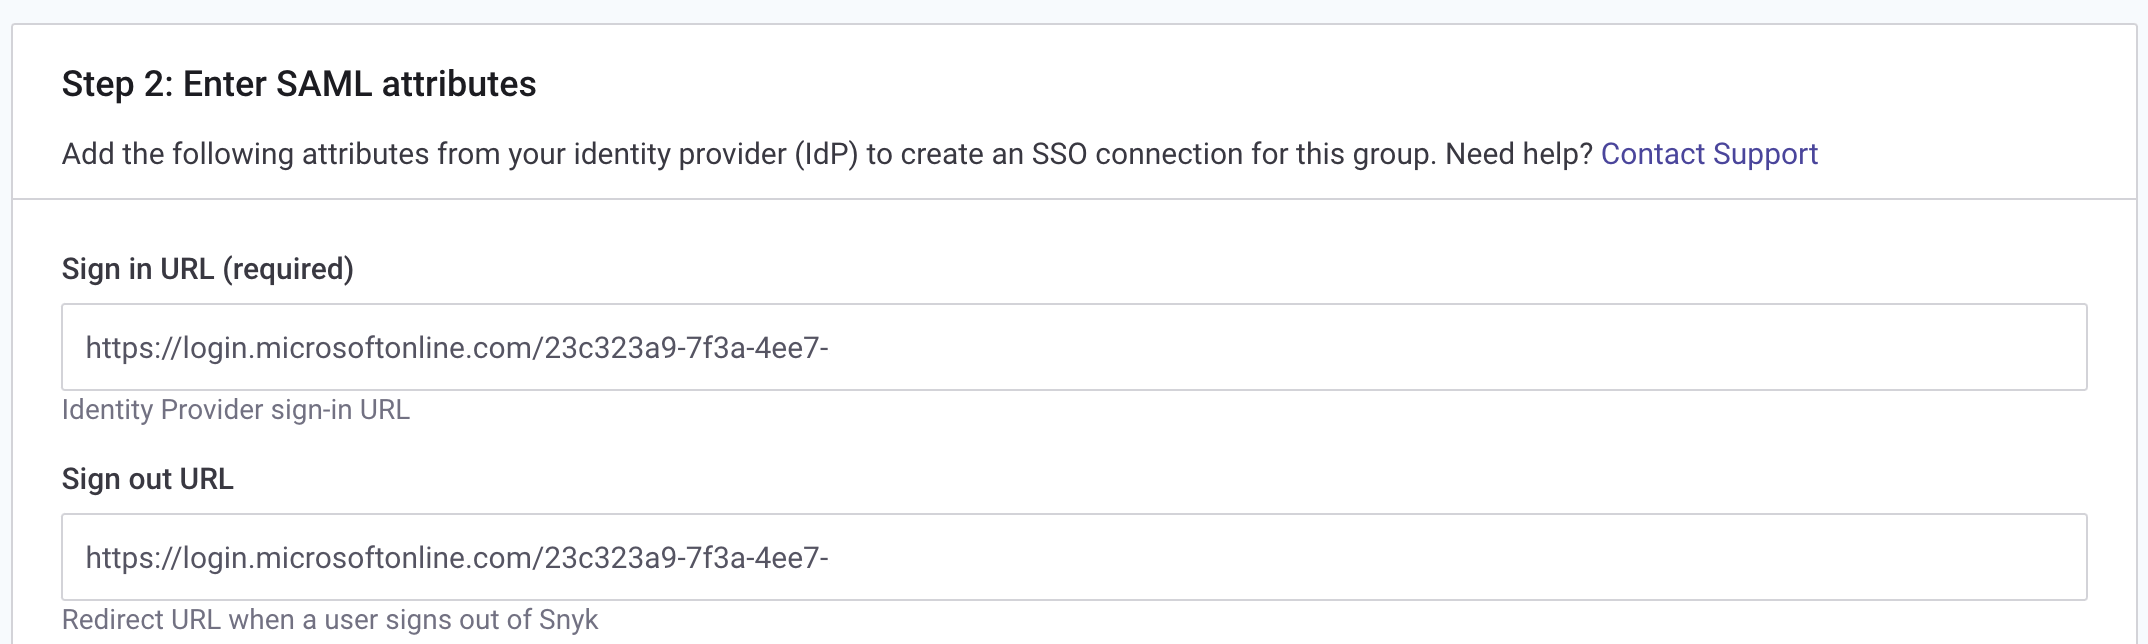 Step 2: Enter SAML attributes
Add the following attributes from your identity provider (IdP) to create an SSO connection for this group. Need help? Contact Support
Sign in URL (required)
https://login.microsoftonline.com/23c323a9-7f3a-4ee7-
Identity Provider sign-in URL
Sign out URL
https://login.microsoftonline.com/23c323a9-7f3a-4ee7-
Redirect URL when a user signs out of Snyk